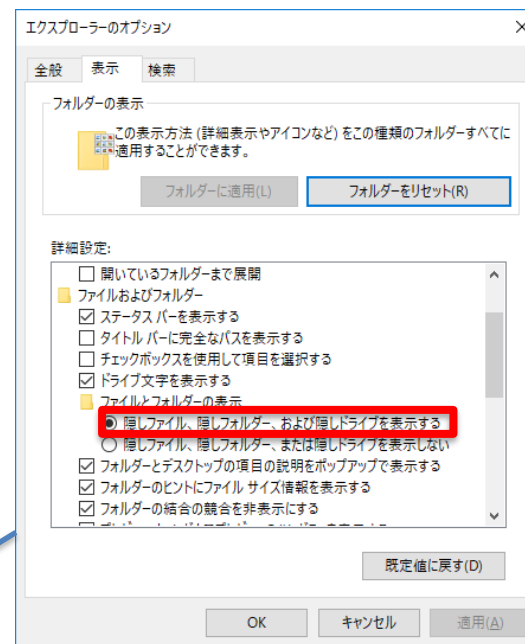 エクスプローラーのオプション
全般 表示 検索
フォルダーの表示
この表示方法 (詳細表示やアイコンなど) をこの種類のフォルダーすべてに
適用することができます。
フォルダーに適用(L) フォルダーをリセット(R)
詳細設定:
開いているフォルダーまで展開
ファイルおよびフォルダー
ステータス バーを表示する
タイトル バーに完全なパスを表示する
チェックボックスを使用して項目を選択する
ドライブ文字を表示する
ファイルとフォルダーの表示
隠しファイル、隠しフォルダー、および隠しドライブを表示する
隠しファイル、隠しフォルダー、または隠しドライブを表示しない
フォルダーとデスクトップの項目の説明をポップアップで表示する
フォルダーのヒントにファイル サイズ情報を表示する
フォルダーの結合の競合を非表示にする
既定値に戻す(D)
OK キャンセル 適用(A)